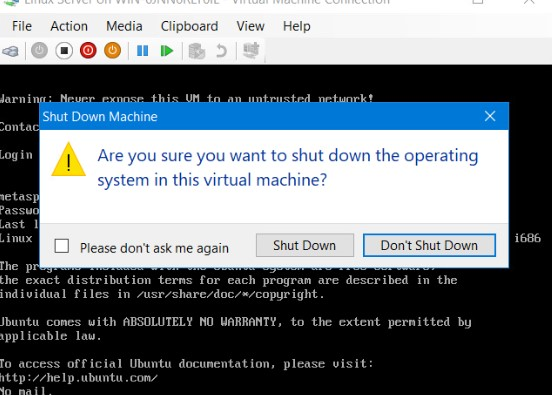 Linux Server on WIN- - Virtual Machine Connection
File Action Media Clipboard View Help
Warning: Never expose this VM to an untrusted network!
Contac
Shut Down Machine
Login
Are you sure you want to shut down the operating
system in this virtual machine?
metasp
Passwo
Last l
Linux i686
Please don't ask me again Shut Down Don't Shut Down
The programs included with the Ubuntu system are free software;
the exact distribution terms for each program are described in the
individual files in /usr/share/doc/*/copyright.
Ubuntu comes with ABSOLUTELY NO WARRANTY, to the extent permitted by
applicable law.
To access official Ubuntu documentation, please visit:
http://help.ubuntu.com/
No mail.